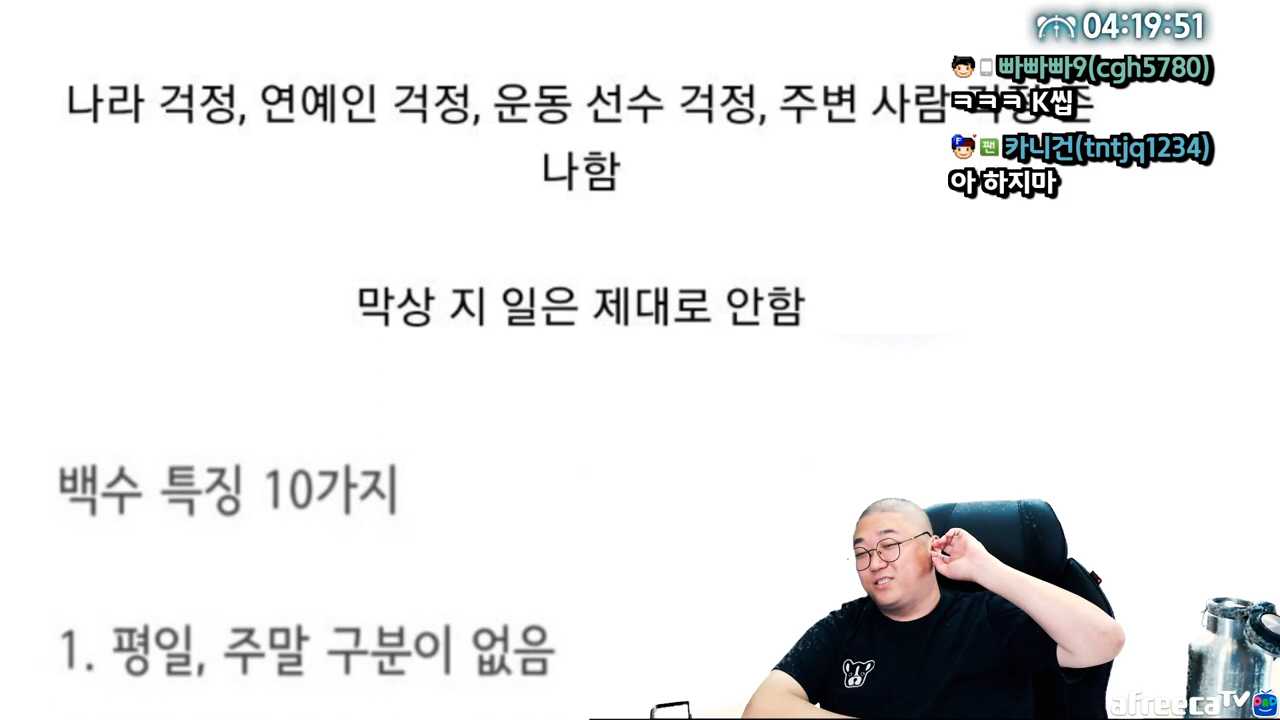 04:19:51
빠빠빠9(cgh5780)
ㅋㅋㅋ K씹
카니건(tntjq1234)
아 하지마
나라 걱정, 연예인 걱정, 운동 선수 걱정, 주변 사람 걱정 존
나함
막상 지 일은 제대로 안함
백수 특징 10가지
1. 평일, 주말 구분이 없음
afreecaTV